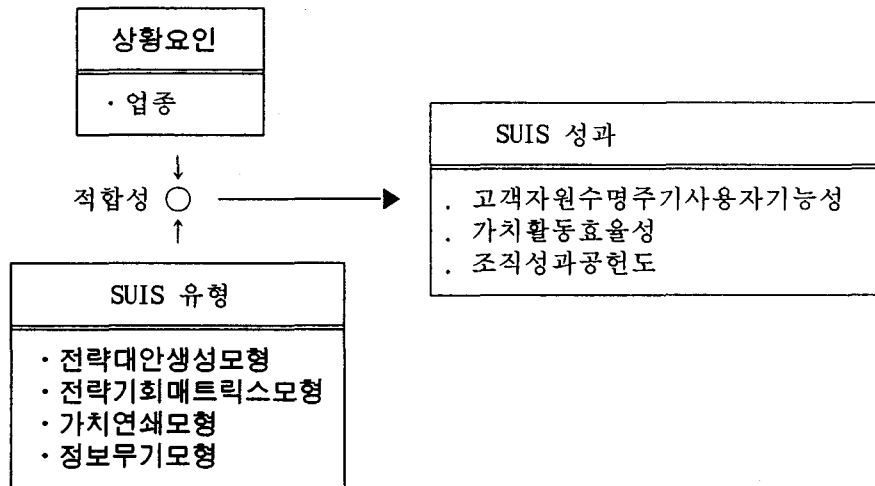 상황요인
· 업종
적합성
SUIS 유형
· 전략대안생성모형
· 전략기회매트릭스모형
· 가치연쇄모형
· 정보무기모형
SUIS 성과
. 고객자원수명주기사용자기능성
. 가치활동효율성
. 조직성과공헌도